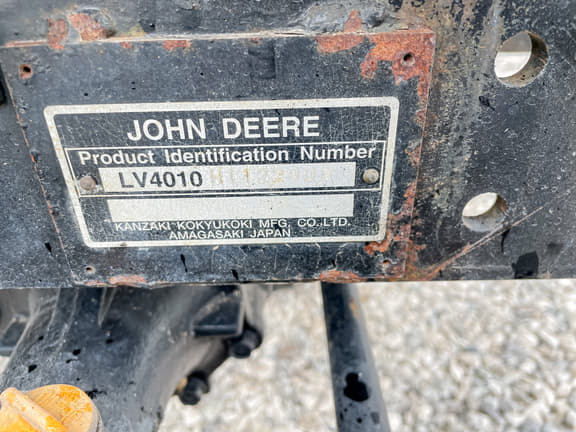 JOHN DEERE
Product Identification Number
LV4010
KANZAKI KOKYUKOKI MFG. CO. LTD.
AMAGASAKI JAPAN